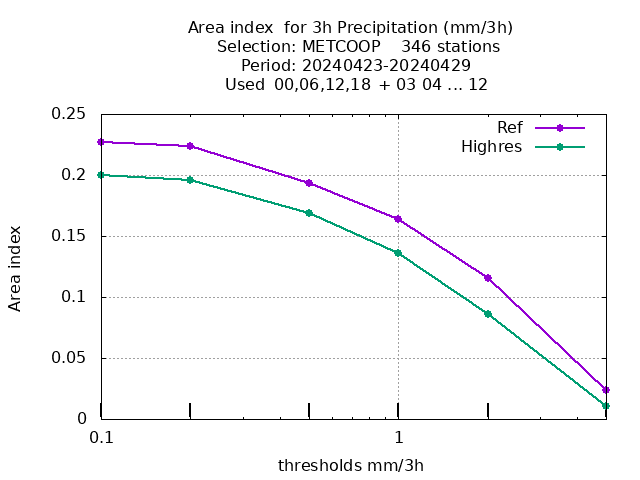 Area index  for 3h Precipitation (mm/3h)
Selection: METCOOP    346 stations
Period: 20240423-20240429
Used  00,06,12,18 + 03 04 ... 12
Ref
Highres
0.25
0.2
0.15
0.1
0.05
0
Area index
0.1
1
thresholds mm/3h